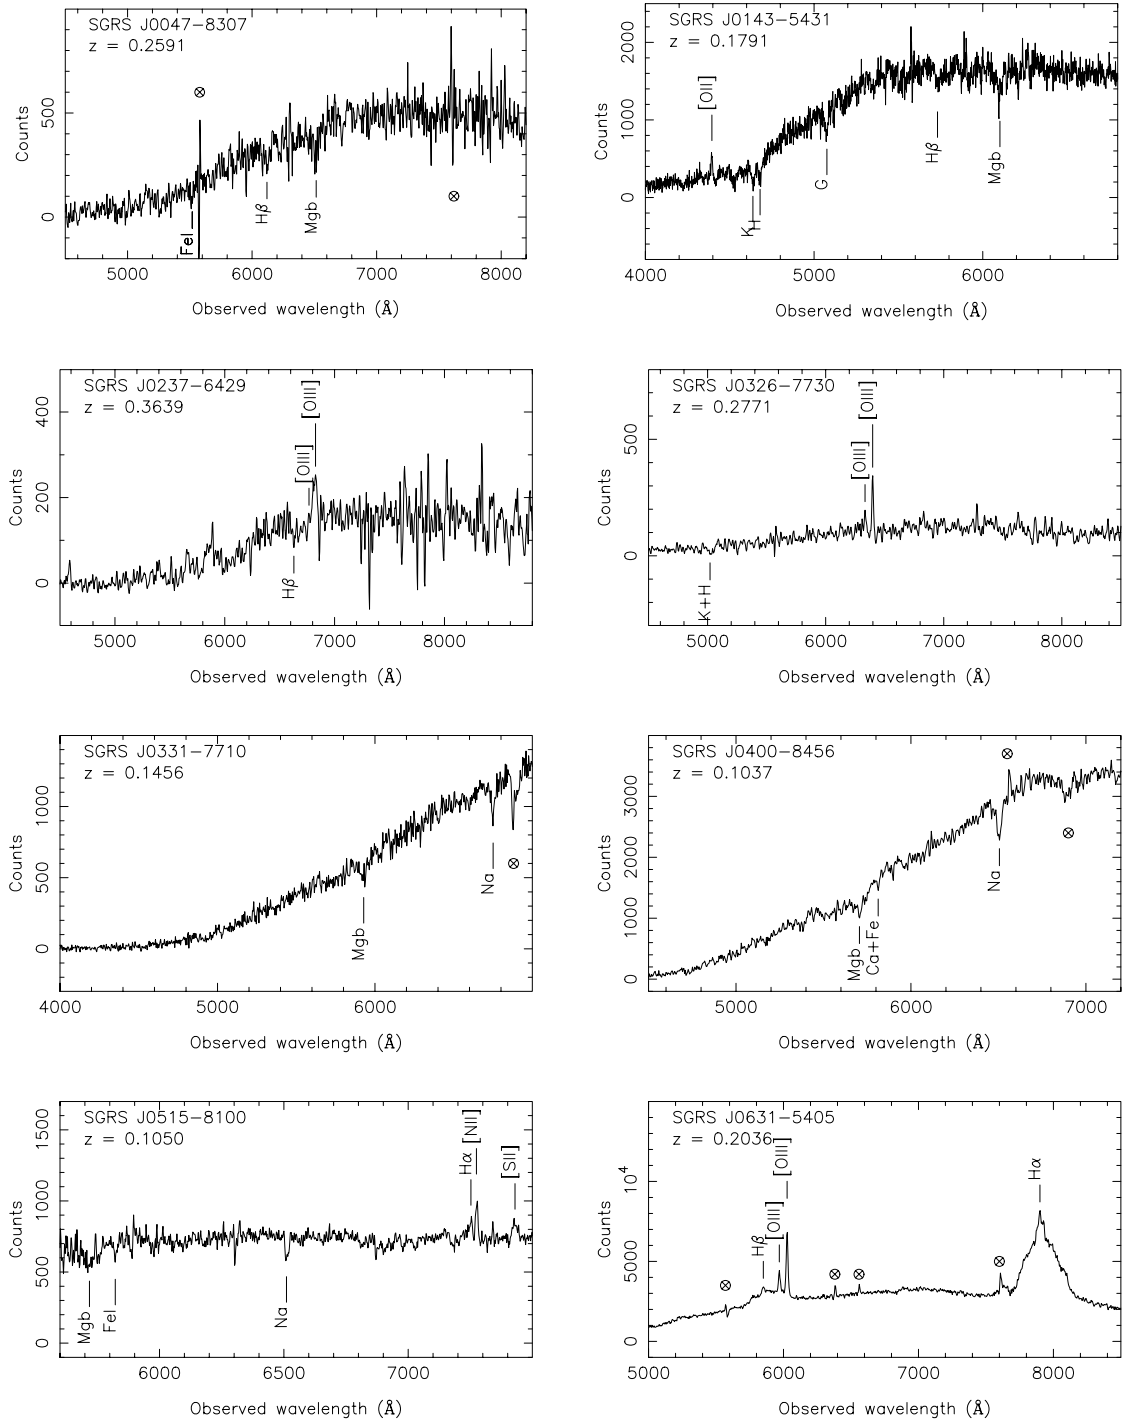 SGRS J0047−8307
z = 0.2591
FeI
Hβ
Mgb
Counts
0
500
5000 6000 7000 8000
Observed wavelength (Å)
SGRS J0143−5431
z = 0.1791
[OII]
K
H
G
Hβ
Mgb
Counts
0
1000
2000
4000 5000 6000
Observed wavelength (Å)
SGRS J0237−6429
z = 0.3639
Hβ
[OIII]
[OIII]
Counts
0
200
400
5000 6000 7000 8000
Observed wavelength (Å)
SGRS J0326−7730
z = 0.2771
K+H
[OIII]
[OIII]
Counts
0
500
5000 6000 7000 8000
Observed wavelength (Å)
SGRS J0331−7710
z = 0.1456
Mgb
Na
Counts
0
500
1000
4000 5000 6000
Observed wavelength (Å)
SGRS J0400−8456
z = 0.1037
Mgb
Ca+Fe
Na
Counts
0
1000
2000
3000
5000 6000 7000
Observed wavelength (Å)
SGRS J0515−8100
z = 0.1050
Mgb
FeI
Na
Hα
[NII]
[SII]
Counts
0
500
1000
1500
6000 6500 7000
Observed wavelength (Å)
SGRS J0631−5405
z = 0.2036
Hβ
[OIII]
[OIII]
Hα
Counts
0
5000
10⁴
5000 6000 7000 8000
Observed wavelength (Å)